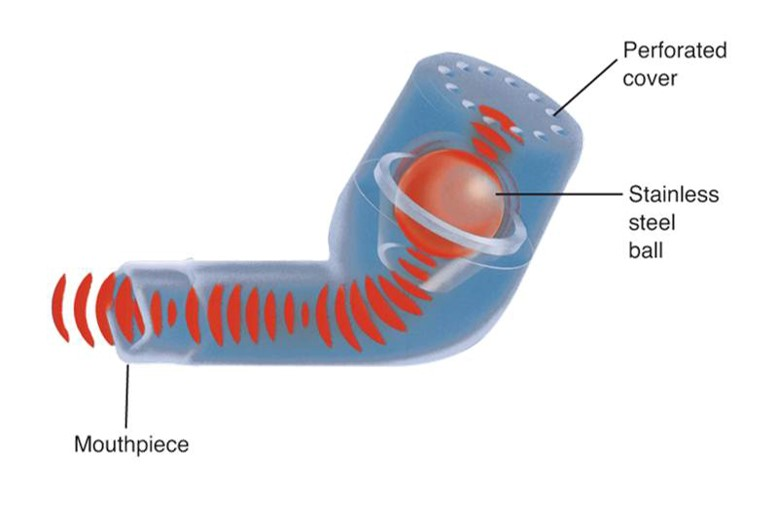 Perforated
cover
Stainless
steel
ball
Mouthpiece